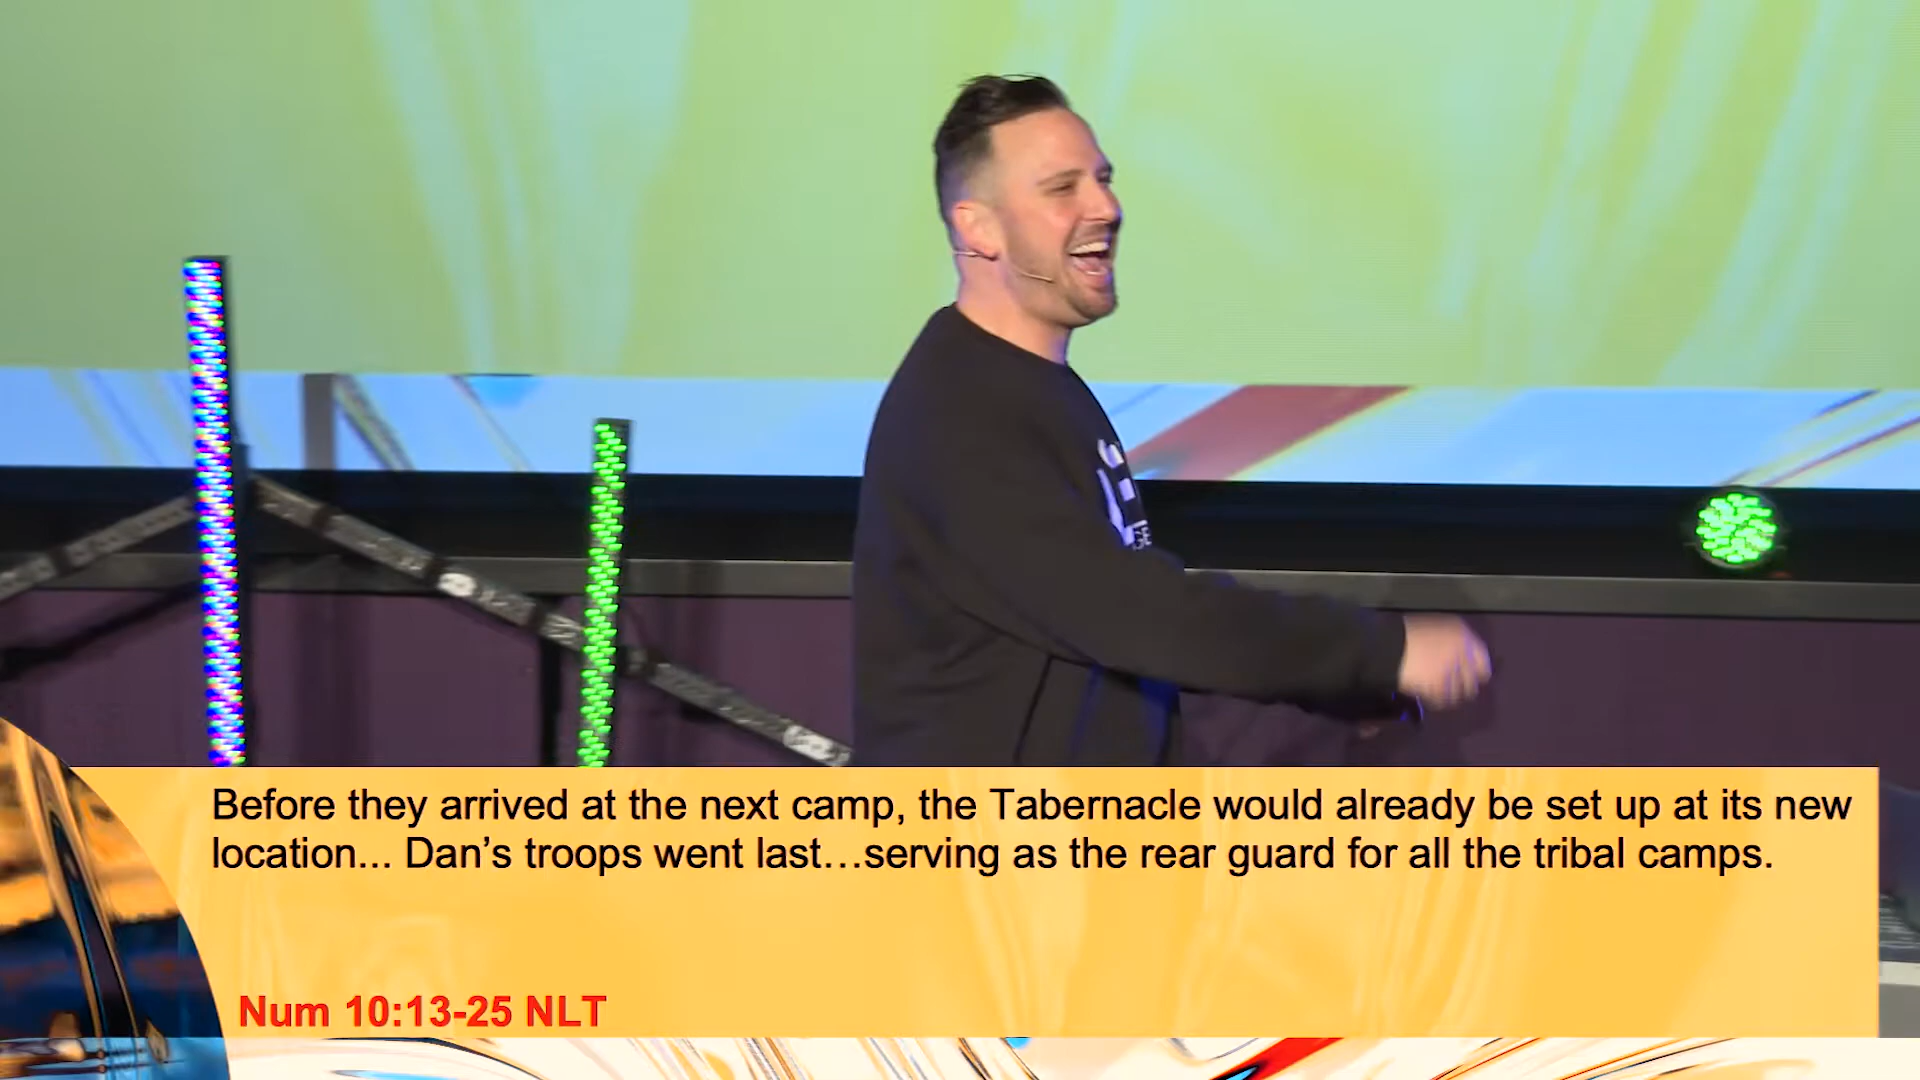 Before they arrived at the next camp, the Tabernacle would already be set up at its new
location... Dan’s troops went last…serving as the rear guard for all the tribal camps.
Num 10:13-25 NLT